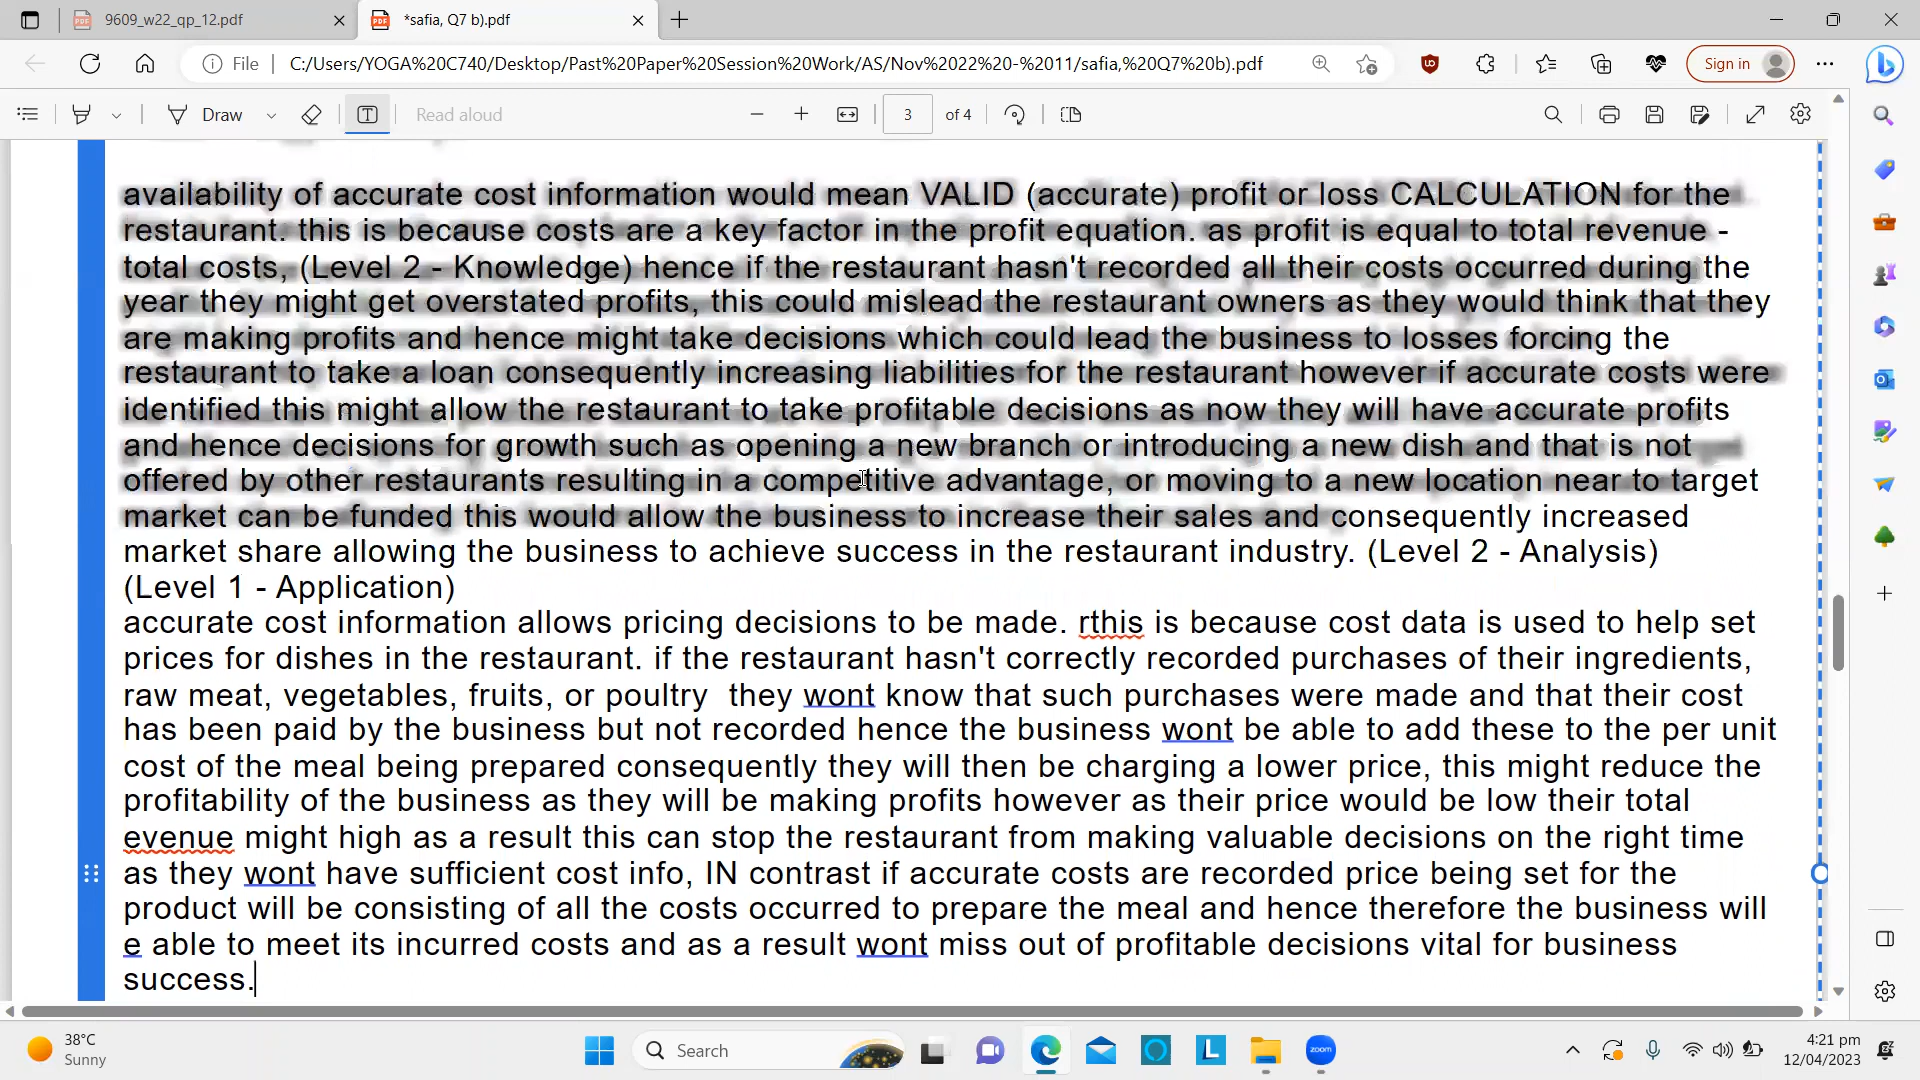 9609_w22_qp_12.pdf
*safia, Q7 b).pdf
File
C:/Users/YOGA%20C740/Desktop/Past%20Paper%20Session%20Work/AS/Nov%2022%20-%2011/safia,%20Q7%20b).pdf
Sign in
Draw
Read aloud
3 of 4
availability of accurate cost information would mean VALID (accurate) profit or loss CALCULATION for the
restaurant. this is because costs are a key factor in the profit equation. as profit is equal to total revenue -
total costs, (Level 2 - Knowledge) hence if the restaurant hasn't recorded all their costs occurred during the
year they might get overstated profits, this could mislead the restaurant owners as they would think that they
are making profits and hence might take decisions which could lead the business to losses forcing the
restaurant to take a loan consequently increasing liabilities for the restaurant however if accurate costs were
identified this might allow the restaurant to take profitable decisions as now they will have accurate profits
and hence decisions for growth such as opening a new branch or introducing a new dish and that is not
offered by other restaurants resulting in a competitive advantage, or moving to a new location near to target
market can be funded this would allow the business to increase their sales and consequently increased
market share allowing the business to achieve success in the restaurant industry. (Level 2 - Analysis)
(Level 1 - Application)
accurate cost information allows pricing decisions to be made. rthis is because cost data is used to help set
prices for dishes in the restaurant. if the restaurant hasn't correctly recorded purchases of their ingredients,
raw meat, vegetables, fruits, or poultry  they wont know that such purchases were made and that their cost
has been paid by the business but not recorded hence the business wont be able to add these to the per unit
cost of the meal being prepared consequently they will then be charging a lower price, this might reduce the
profitability of the business as they will be making profits however as their price would be low their total
evenue might high as a result this can stop the restaurant from making valuable decisions on the right time
as they wont have sufficient cost info, IN contrast if accurate costs are recorded price being set for the
product will be consisting of all the costs occurred to prepare the meal and hence therefore the business will
e able to meet its incurred costs and as a result wont miss out of profitable decisions vital for business
success.
38°C
Sunny
Search
zoom
4:21 pm
12/04/2023